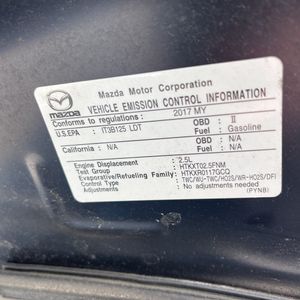 Mazda Motor Corporation
mazda VEHICLE EMISSION CONTROL INFORMATION
Conforms to regulations: 2017 MY
U.S.EPA : IT3B125 LDT OBD : II
Fuel : Gasoline
California : N/A OBD : N/A
Fuel : N/A
Engine Displacement : 2.5L
Test Group : HTKXT02.5FNM
Evaporative/Refueling Family: HTKXR0117GCQ
Type of Control : TWC/WU-TWC/HO2S/WR-HO2S/DFI
Adjustments : No adjustments needed
(PYNB)